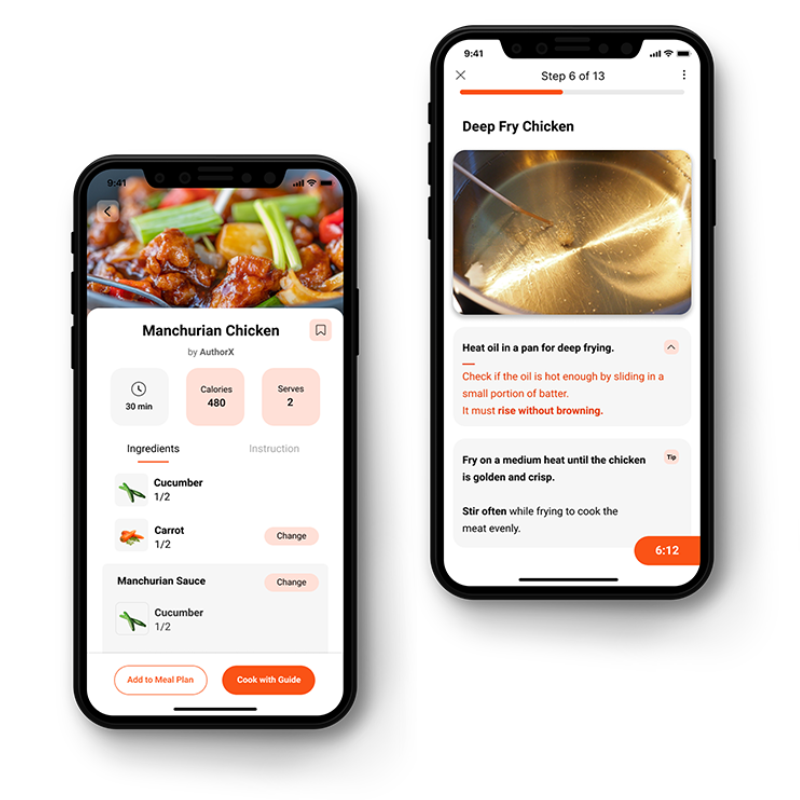 9:41
Manchurian Chicken
by AuthorX
30 min
Calories
480
Serves
2
Ingredients
Instruction
Cucumber
1/2
Carrot
1/2
Change
Manchurian Sauce
Change
Cucumber
1/2
Add to Meal Plan
Cook with Guide
9:41
Step 6 of 13
Deep Fry Chicken
Heat oil in a pan for deep frying.
Check if the oil is hot enough by sliding in a
small portion of batter.
It must rise without browning.
Fry on a medium heat until the chicken
is golden and crisp.
Tip
Stir often while frying to cook the
meat evenly.
6:12